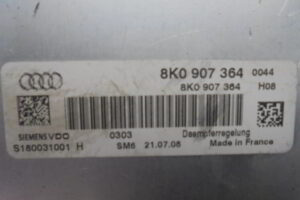 8K0 907 364 0044
8K0 907 364 H08
SIEMENS VDO 0303 Daempferregelung
S180031001 H SM6 21.07.08 Made in France